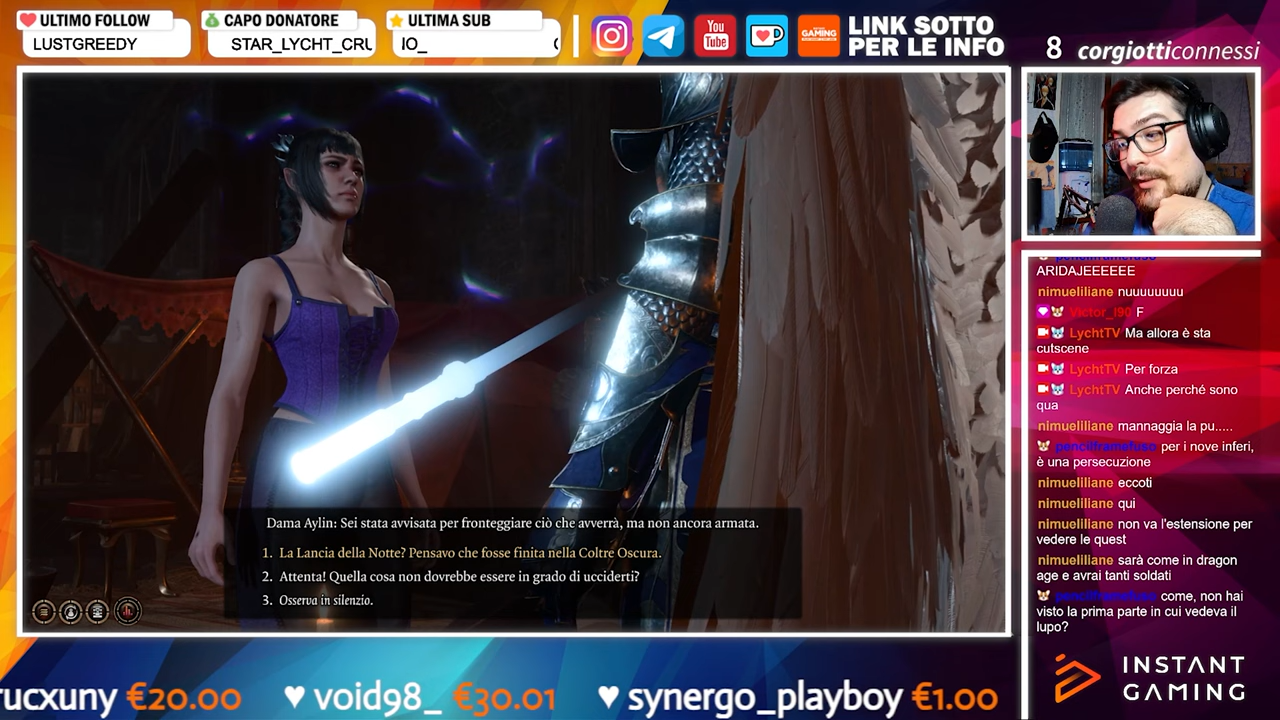 ULTIMO FOLLOW
LUSTGREEDY
CAPO DONATORE
STAR_LYCHT_CRU
ULTIMA SUB
IO_
You
Tube
GAMING
LINK SOTTO
PER LE INFO
8 corgiotticonnessi
Dama Aylin: Sei stata avvisata per fronteggiare ciò che avverrà, ma non ancora armata.
1. La Lancia della Notte? Pensavo che fosse finita nella Coltre Oscura.
2. Attenta! Quella cosa non dovrebbe essere in grado di ucciderti?
3. Osserva in silenzio.
ARIDAJEEEEEE
nimueliliane nuuuuuuuu
Victor_I90 F
LychtTV Ma allora è sta
cutscene
LychtTV Per forza
LychtTV Anche perché sono
qua
nimueliliane mannaggia la pu.....
pencilframefuso per i nove inferi,
è una persecuzione
nimueliliane eccoti
nimueliliane qui
nimueliliane non va l'estensione per
vedere le quest
nimueliliane sarà come in dragon
age e avrai tanti soldati
pencilframefuso come, non hai
visto la prima parte in cui vedeva il
lupo?
INSTANT
GAMING
rucxuny €20.00 ♥ void98_ €30.01 ♥ synergo_playboy €1.00